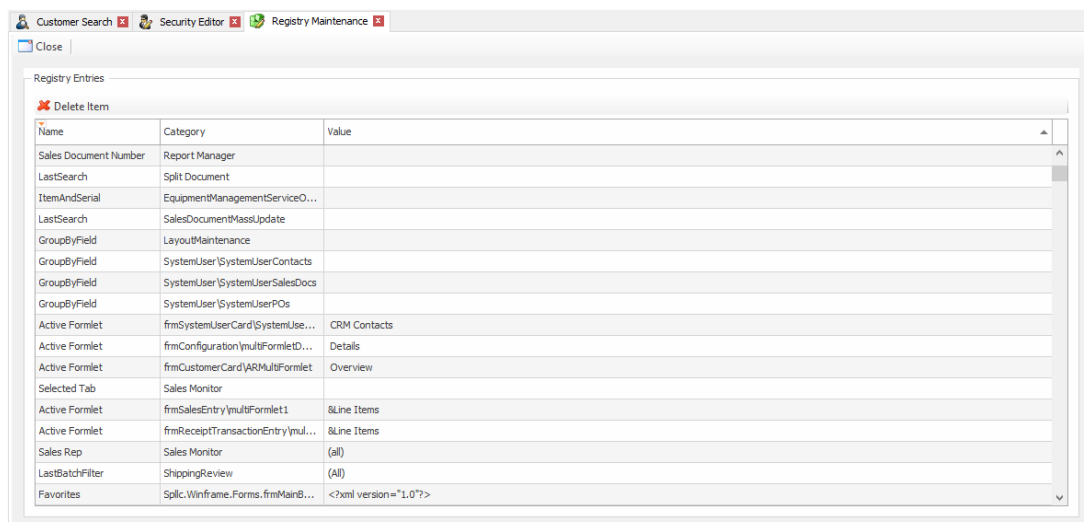 Customer Search Security Editor Registry Maintenance
Close
Registry Entries
Delete Item
Name Category Value
Sales Document Number Report Manager
LastSearch Split Document
ItemAndSerial EquipmentManagementServiceO...
LastSearch SalesDocumentMassUpdate
GroupByField LayoutMaintenance
GroupByField SystemUser\SystemUserContacts
GroupByField SystemUser\SystemUserSalesDocs
GroupByField SystemUser\SystemUserPOs
Active Formlet frmSystemUserCard\SystemUse... CRM Contacts
Active Formlet frmConfiguration\multiFormletD... Details
Active Formlet frmCustomerCard\ARMultiFormlet Overview
Selected Tab Sales Monitor
Active Formlet frmSalesEntry\multiFormlet1 &Line Items
Active Formlet frmReceiptTransactionEntry\mul... &Line Items
Sales Rep Sales Monitor (all)
LastBatchFilter ShippingReview (All)
Favorites Spllc.Winframe.Forms.frmMainB... <?xml version="1.0"?>